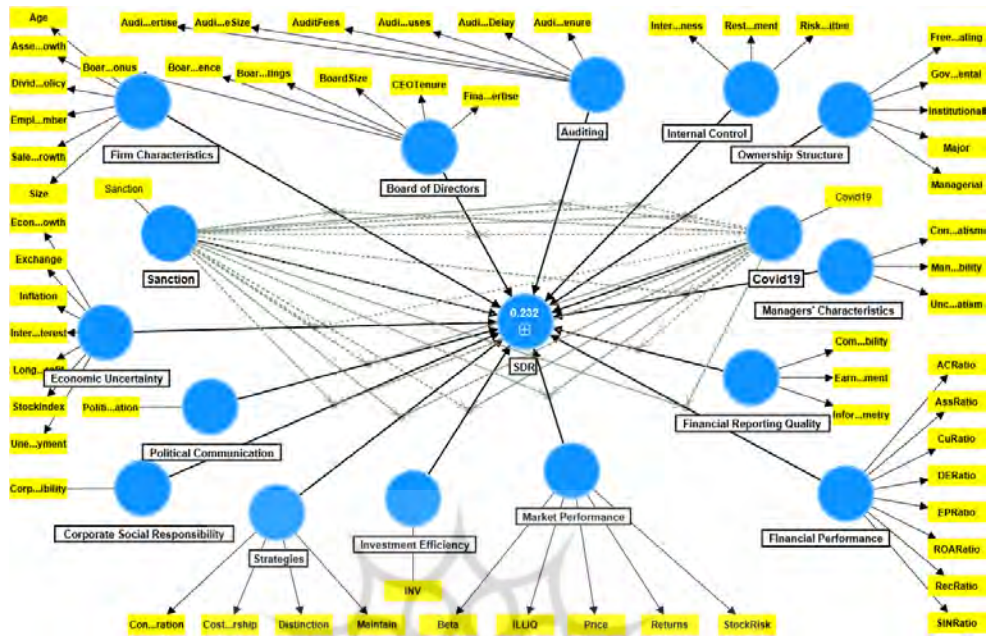 Age
Audi...ertise
Audi...eSize
AuditFees
Audi...uses
Audi...Delay
Audi...enure
Inter...ness
Rest...ment
Risk...ittee
Free...ating
Asse...owth
Boar...onus
Boar...ence
Boar...tings
BoardSize
CEOTenure
Fina...ertise
Gov...ental
Divid...olicy
Institutional
Empl...mber
Firm Characteristics
Auditing
Internal Control
Ownership Structure
Major
Sale...rowth
Board of Directors
Managerial
Size
Sanction
Covid19
Econ...owth
Con...atisme
Exchange
Sanction
Covid19
Man...bility
Inflation
Managers' Characteristics
Unc...atism
Inter...terest
0.232
SDR
Com...bility
Long...
Economic Uncertainty
ACRatio
StockIndex
Politi...ation
Earn...ment
AssRatio
Une...yment
Political Communication
Financial Reporting Quality
Infor...metry
CuRatio
Corp...ibility
DERatio
Corporate Social Responsibility
Strategies
Investment Efficiency
Market Performance
Financial Performance
EPRatio
ROARatio
INV
RecRatio
Con...ration
Cost...rship
Distinction
Maintain
Beta
ILLIQ
Price
Returns
StockRisk
SINRatio